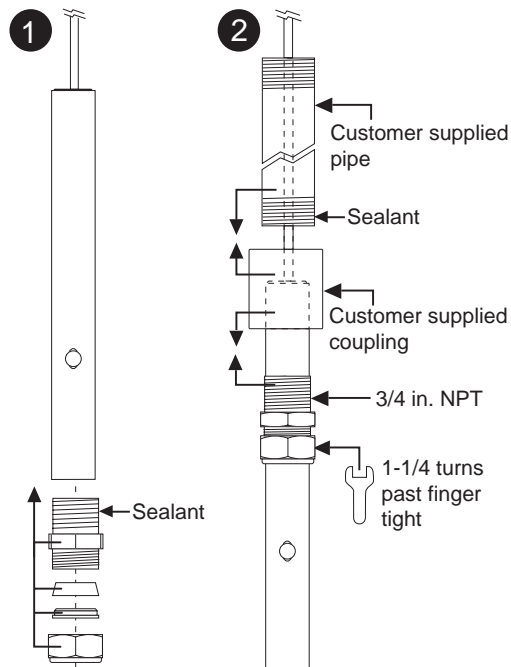 1
Sealant
2
Customer supplied
pipe
Sealant
Customer supplied
coupling
3/4 in. NPT
1-1/4 turns
past finger
tight